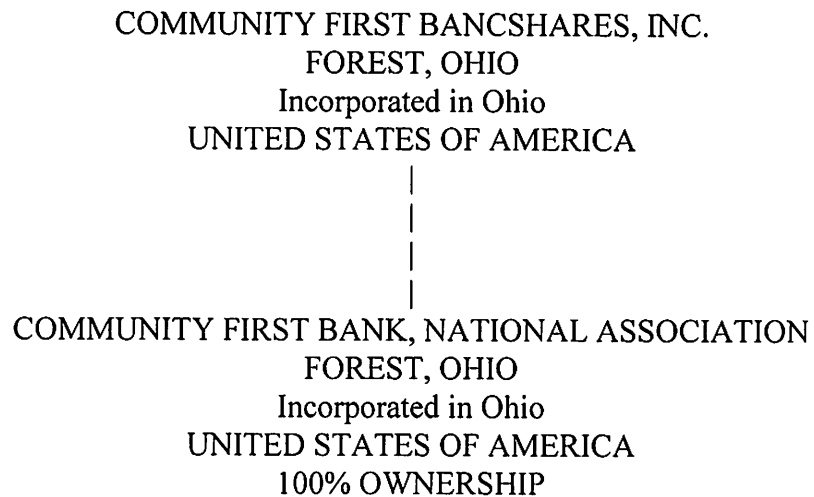 COMMUNITY FIRST BANCSHARES, INC.
FOREST, OHIO
Incorporated in Ohio
UNITED STATES OF AMERICA
|
|
|
|
COMMUNITY FIRST BANK, NATIONAL ASSOCIATION
FOREST, OHIO
Incorporated in Ohio
UNITED STATES OF AMERICA
100% OWNERSHIP